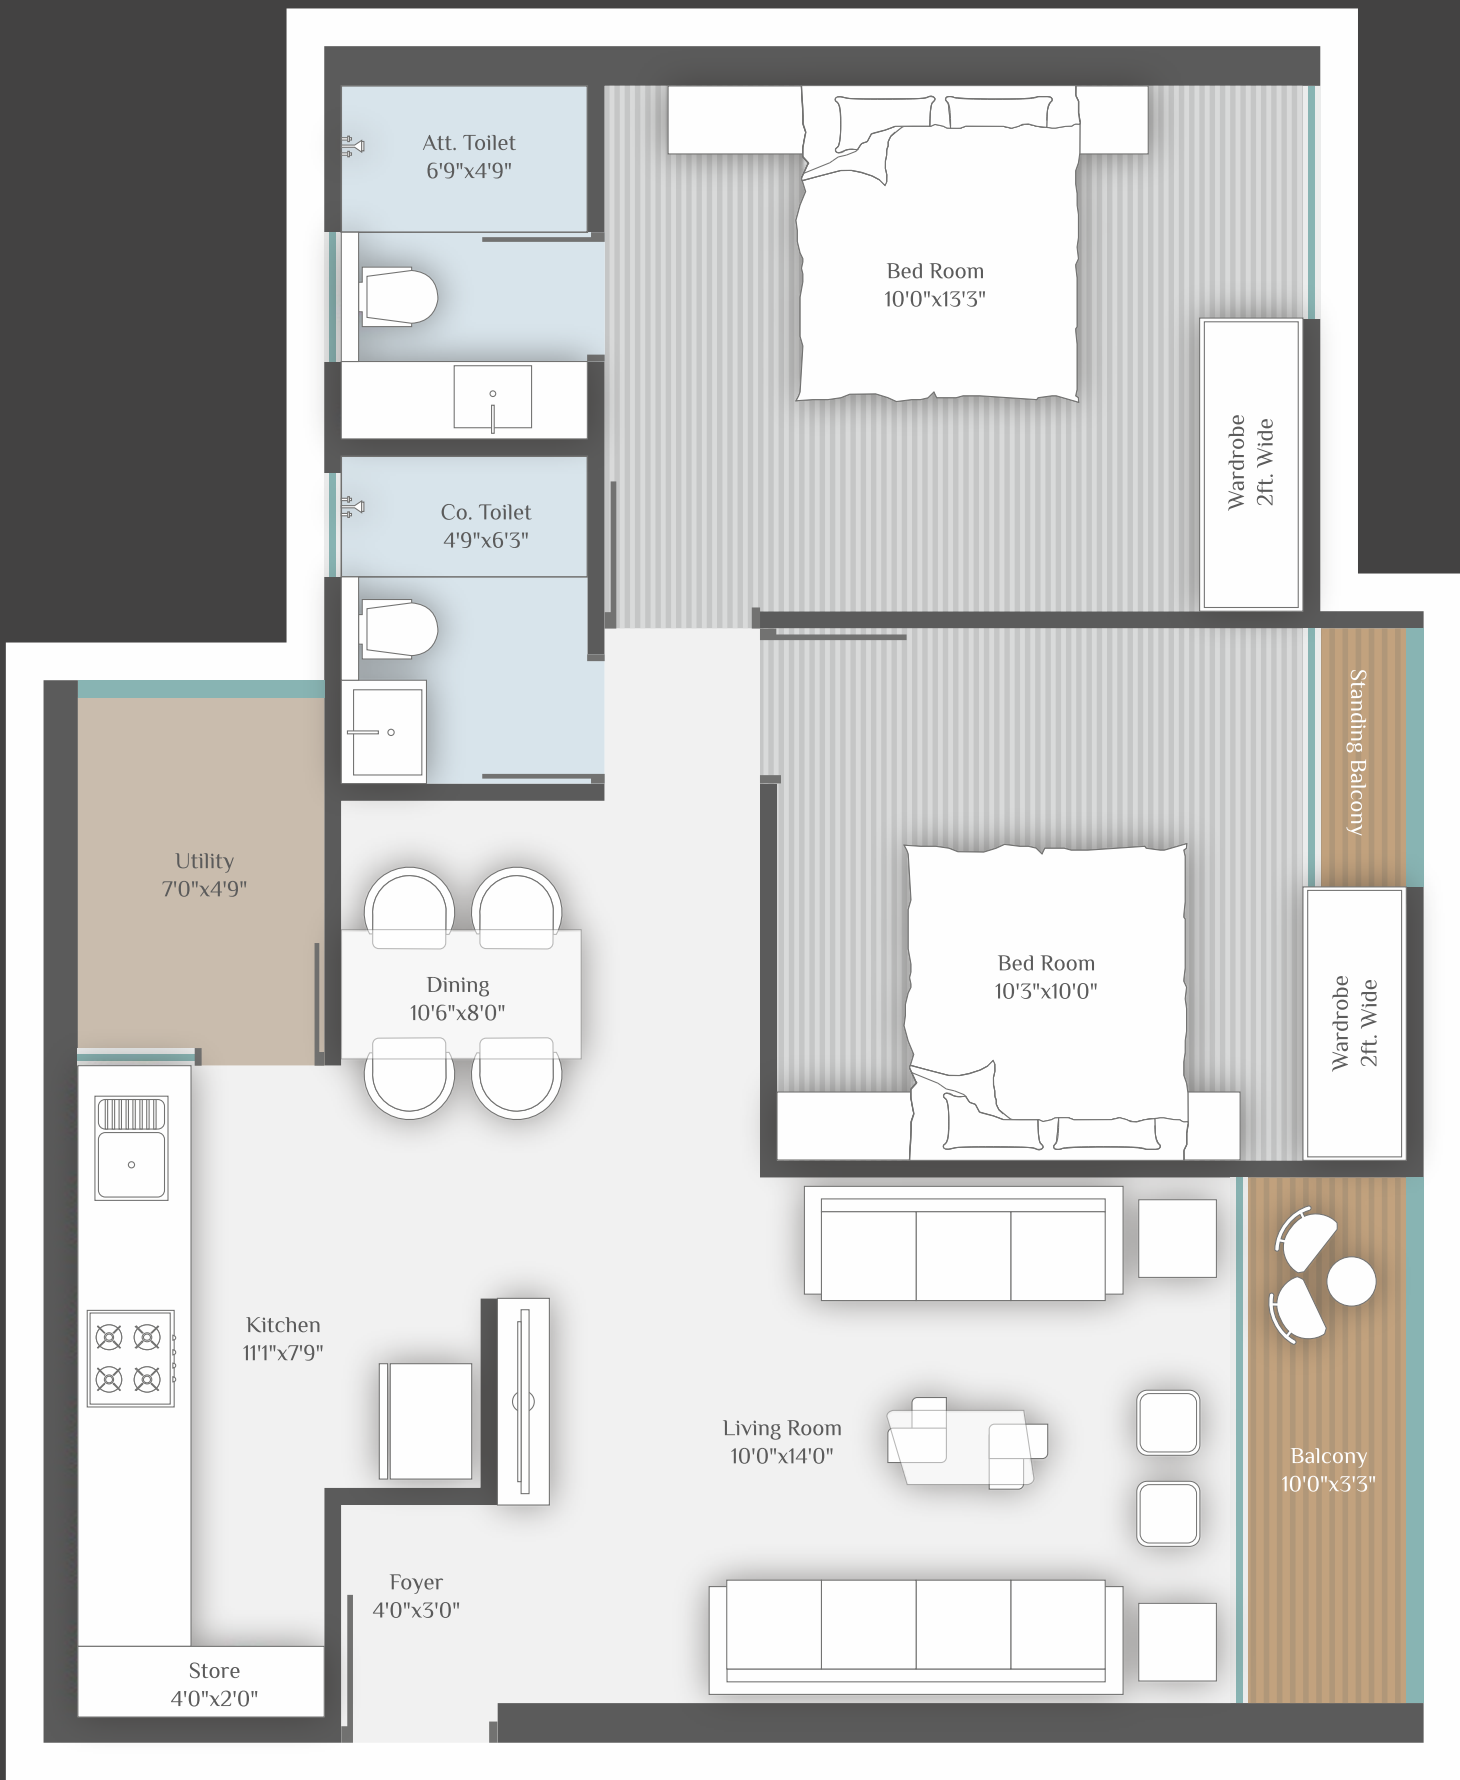 Att. Toilet
6'9"x4'9"
Bed Room
10'0"x13'3"
Wardrobe
2ft. Wide
Co. Toilet
4'9"x6'3"
Standing Balcony
Utility
7'0"x4'9"
Dining
10'6"x8'0"
Bed Room
10'3"x10'0"
Wardrobe
2ft. Wide
Kitchen
11'1"x7'9"
Living Room
10'0"x14'0"
Balcony
10'0"x3'3"
Foyer
4'0"x3'0"
Store
4'0"x2'0"